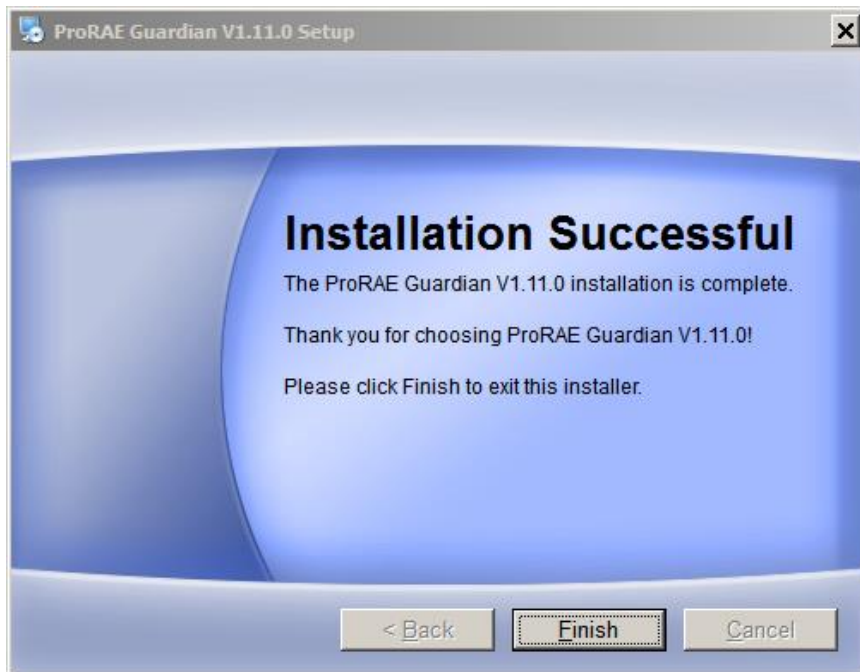 ProRAE Guardian V1.11.0 Setup
Installation Successful
The ProRAE Guardian V1.11.0 installation is complete.
Thank you for choosing ProRAE Guardian V1.11.0!
Please click Finish to exit this installer.
< Back
Finish
Cancel